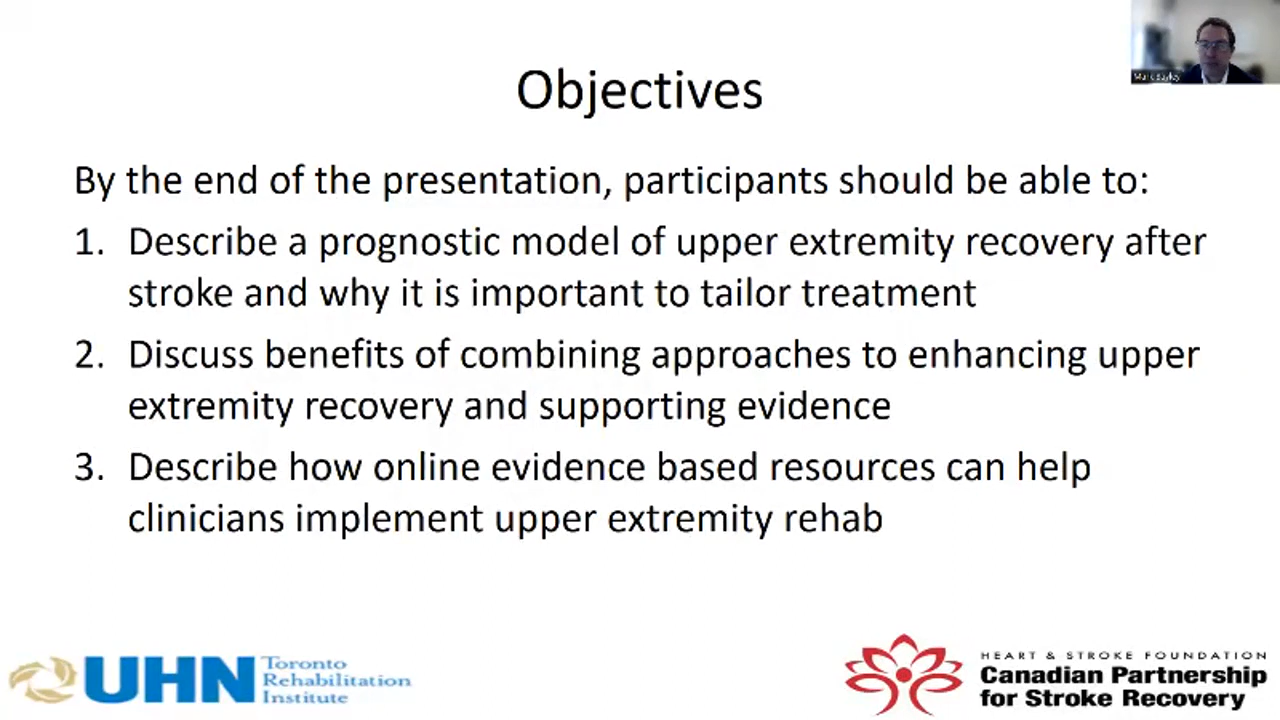 Mark Bayley
Objectives
By the end of the presentation, participants should be able to:
1. Describe a prognostic model of upper extremity recovery after
stroke and why it is important to tailor treatment
2. Discuss benefits of combining approaches to enhancing upper
extremity recovery and supporting evidence
3. Describe how online evidence based resources can help
clinicians implement upper extremity rehab
UHN
Toronto
Rehabilitation
Institute
HEART & STROKE FOUNDATION
Canadian Partnership
for Stroke Recovery